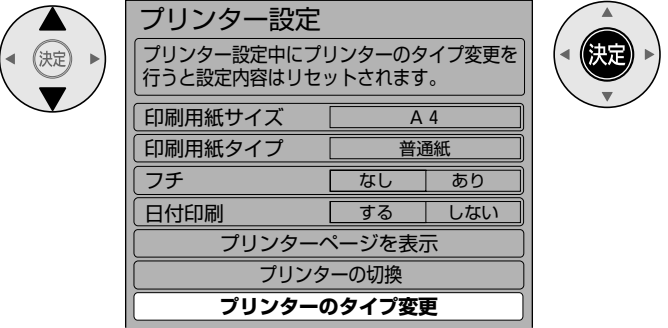 プリンター設定
決定
決定
プリンター設定中にプリンターのタイプ変更を
行うと設定内容はリセットされます。
印刷用紙サイズ A4
印刷用紙タイプ 普通紙
フチ なし あり
日付印刷 する しない
プリンターページを表示
プリンターの切換
プリンターのタイプ変更